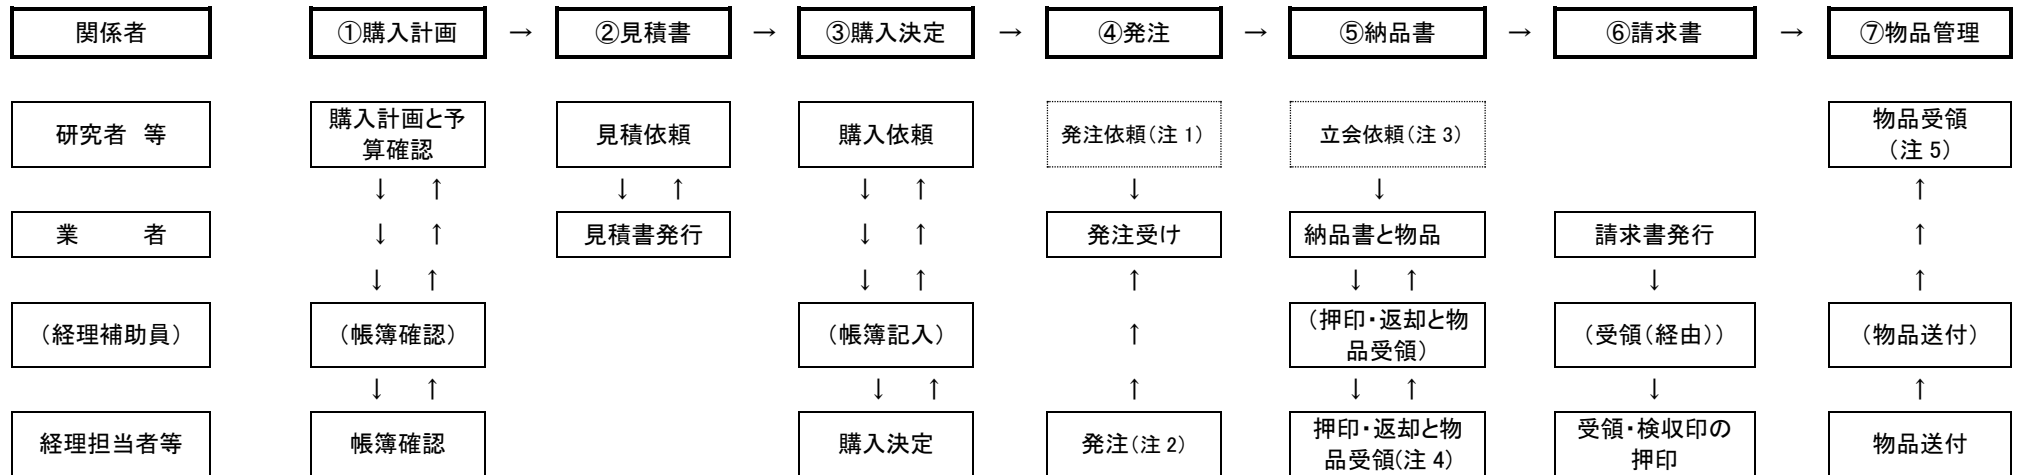 関係者 ①購入計画 → ②見積書 → ③購入決定 → ④発注 → ⑤納品書 → ⑥請求書 → ⑦物品管理
研究者 等
購入計画と予
算確認
見積依頼
購入依頼
発注依頼(注 1)
立会依頼(注 3)
物品受領
(注 5)
↓ ↑ ↓ ↑ ↓ ↑ ↓ ↓ ↑
業 者 ↓ ↑ 見積書発行 ↓ ↑ 発注受け 納品書と物品 請求書発行 ↑
↓ ↑ ↓ ↑ ↑ ↓ ↑ ↓ ↑
(経理補助員)
(帳簿確認)
(帳簿記入)
↑
(押印・返却と物
品受領)
(受領(経由))
(物品送付)
↓ ↑ ↓ ↑ ↑ ↓ ↑ ↓ ↑
経理担当者等
帳簿確認
購入決定
発注(注 2)
押印・返却と物
品受領(注 4)
受領・検収印の
押印
物品送付